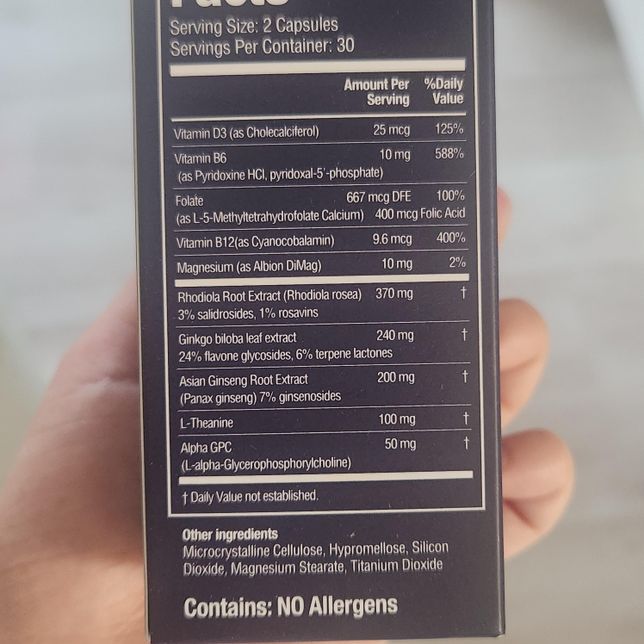 Facts
Serving Size: 2 Capsules
Servings Per Container: 30
Amount Per Serving %Daily Value
Vitamin D3 (as Cholecalciferol) 25 mcg 125%
Vitamin B6 10 mg 588%
(as Pyridoxine HCl, pyridoxal-5'-phosphate)
Folate 667 mcg DFE 100%
(as L-5-Methyltetrahydrofolate Calcium) 400 mcg Folic Acid
Vitamin B12(as Cyanocobalamin) 9.6 mcg 400%
Magnesium (as Albion DiMag) 10 mg 2%
Rhodiola Root Extract (Rhodiola rosea) 370 mg †
3% salidrosides, 1% rosavins
Ginkgo biloba leaf extract 240 mg †
24% flavone glycosides, 6% terpene lactones
Asian Ginseng Root Extract 200 mg †
(Panax ginseng) 7% ginsenosides
L-Theanine 100 mg †
Alpha GPC 50 mg †
(L-alpha-Glycerophosphorylcholine)
† Daily Value not established.
Other ingredients
Microcrystalline Cellulose, Hypromellose, Silicon
Dioxide, Magnesium Stearate, Titanium Dioxide
Contains: NO Allergens